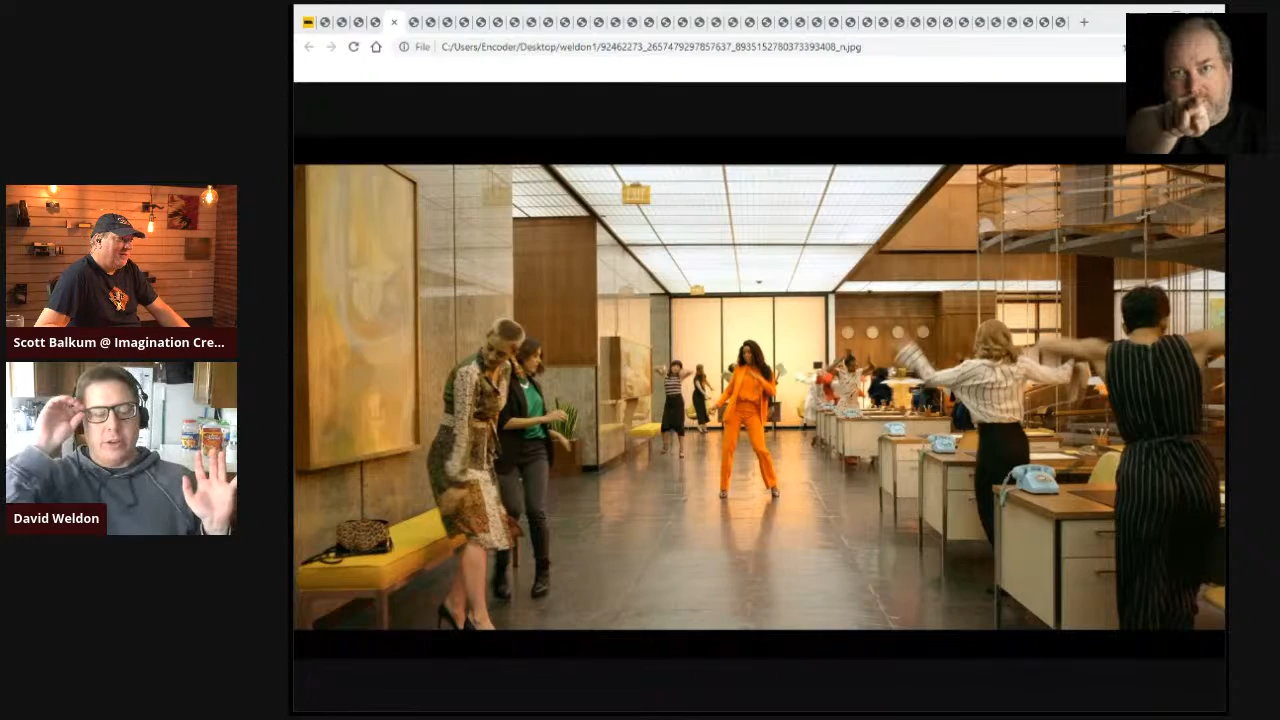 File
C:/Users/Encoder/Desktop/weldon1/92462273_2657479297857637_8935152780373393408_n.jpg
Scott Balkum @ Imagination Cre...
David Weldon